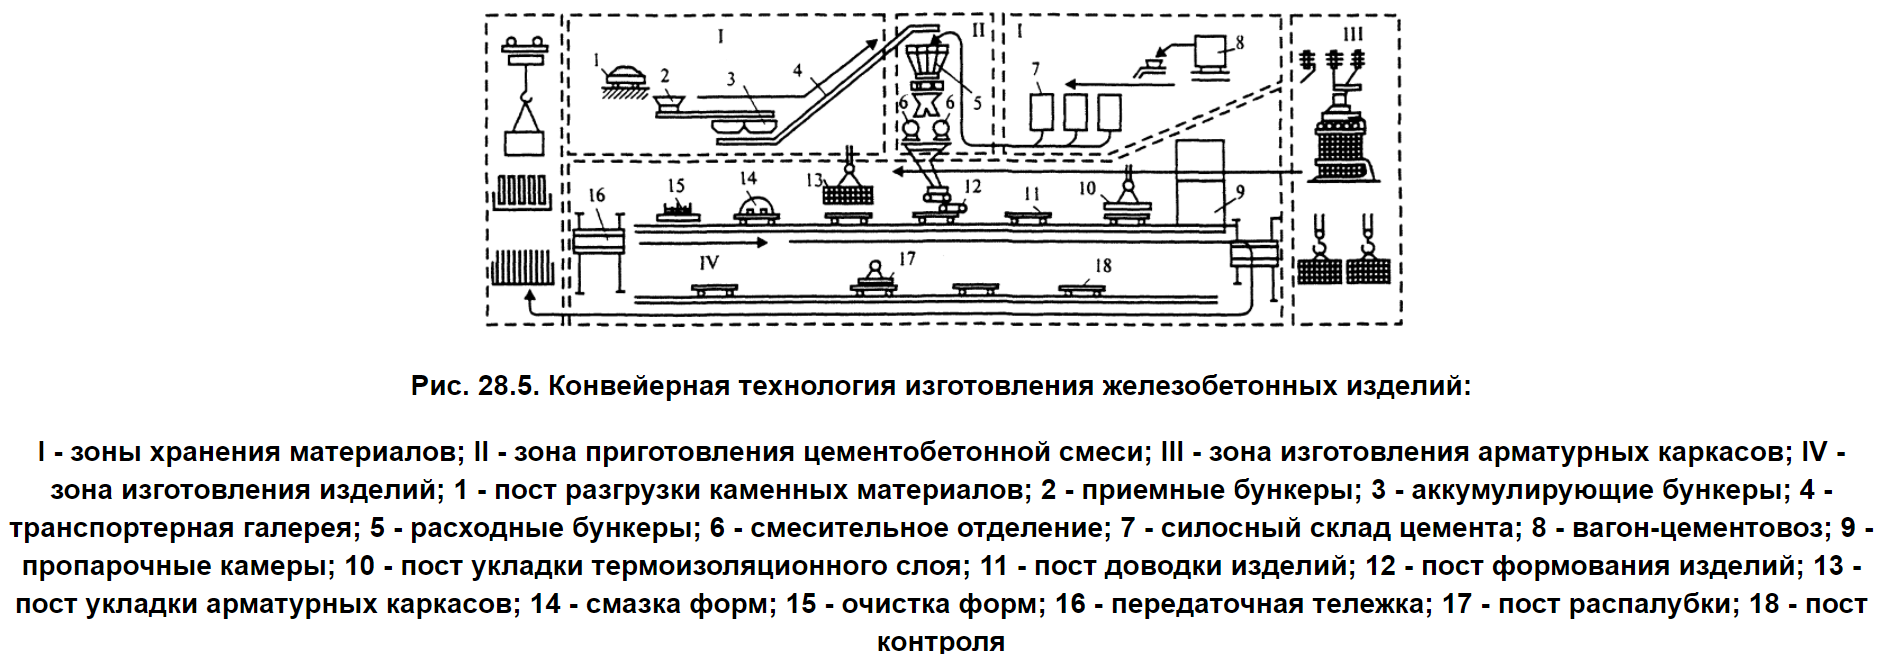 I
II
I
III
1
2
3
4
5
6
6
7
8
16
15
14
13
12
11
10
9
IV
17
18
Рис. 28.5. Конвейерная технология изготовления железобетонных изделий:
I - зоны хранения материалов; II - зона приготовления цементобетонной смеси; III - зона изготовления арматурных каркасов; IV -
зона изготовления изделий; 1 - пост разгрузки каменных материалов; 2 - приемные бункеры; 3 - аккумулирующие бункеры; 4 -
транспортерная галерея; 5 - расходные бункеры; 6 - смесительное отделение; 7 - силосный склад цемента; 8 - вагон-цементовоз; 9 -
пропарочные камеры; 10 - пост укладки термоизоляционного слоя; 11 - пост доводки изделий; 12 - пост формования изделий; 13 -
пост укладки арматурных каркасов; 14 - смазка форм; 15 - очистка форм; 16 - передаточная тележка; 17 - пост распалубки; 18 - пост
контроля